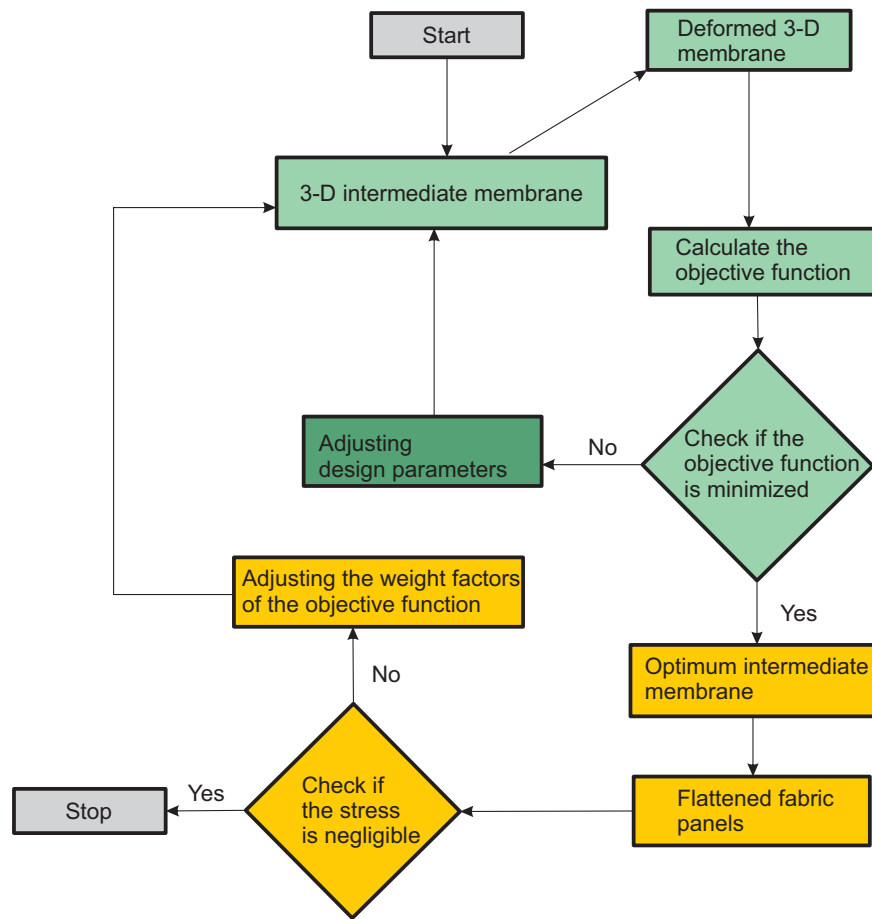 Start
Deformed 3-D
membrane
3-D intermediate membrane
Calculate the
objective function
Check if the
objective function
is minimized
No
Adjusting
design parameters
Yes
Optimum intermediate
membrane
Flattened fabric
panels
Check if
the stress
is negligible
No
Adjusting the weight factors
of the objective function
Yes
Stop